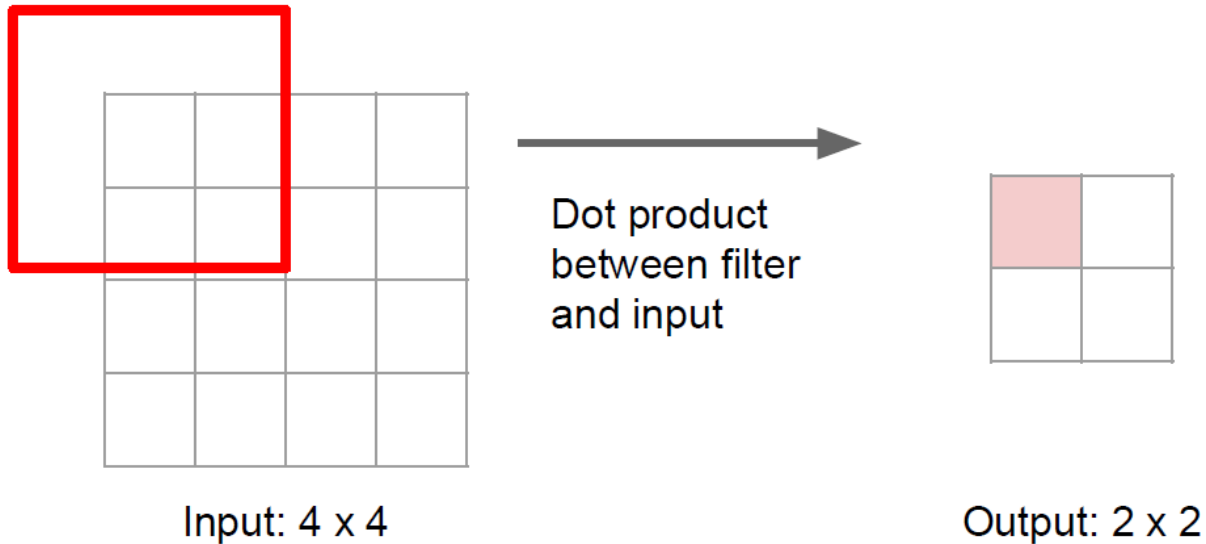 Dot product
between filter
and input
Input: 4 x 4
Output: 2 x 2